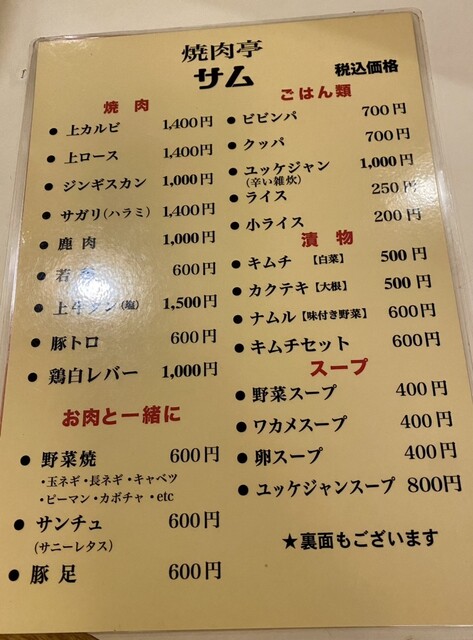 焼肉亭
サム
税込価格
焼肉
● 上カルビ 1,400円
● 上ロース 1,400円
● ジンギスカン 1,000円
● サガリ(ハラミ) 1,400円
● 鹿肉 1,000円
● 若 600円
● 上牛タン(塩) 1,500円
● 豚トロ 600円
● 鶏白レバー 1,000円
お肉と一緒に
● 野菜焼 600円
・玉ネギ・長ネギ・キャベツ
・ピーマン・カボチャ・etc
● サンチュ 600円
(サニーレタス)
● 豚足 600円
ごはん類
● ビビンパ 700円
● クッパ 700円
● ユッケジャン 1,000円
(辛い雑炊)
● ライス 250円
● 小ライス 200円
漬物
● キムチ【白菜】 500円
● カクテキ【大根】 500円
● ナムル【味付き野菜】 600円
● キムチセット 600円
スープ
● 野菜スープ 400円
● ワカメスープ 400円
● 卵スープ 400円
● ユッケジャンスープ 800円
★裏面もございます